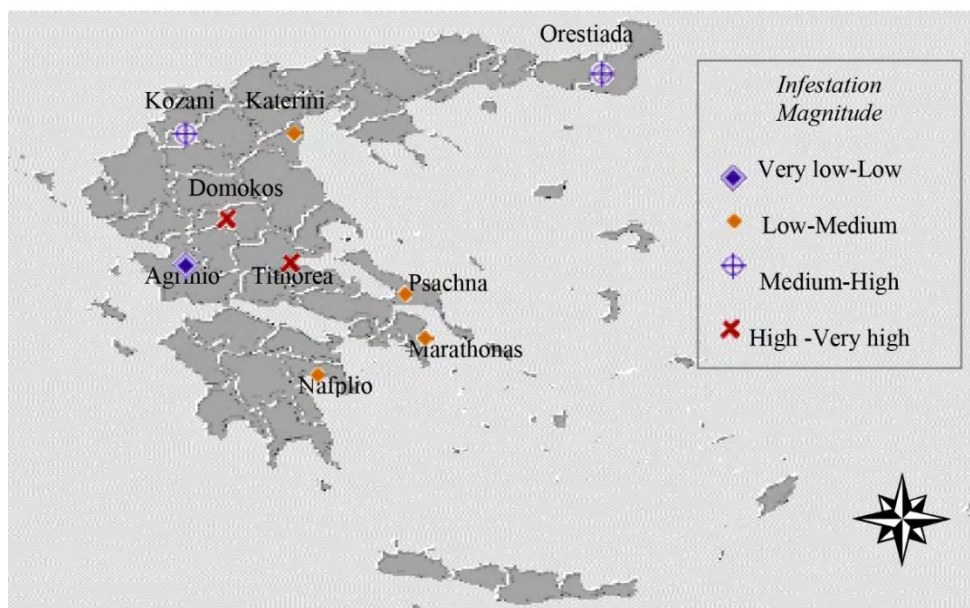 Orestiada
Kozani
Katerini
Domokos
Agrinio
Tithorea
Psachna
Marathonas
Nafplio
Infestation
Magnitude
Very low-Low
Low-Medium
Medium-High
High -Very high